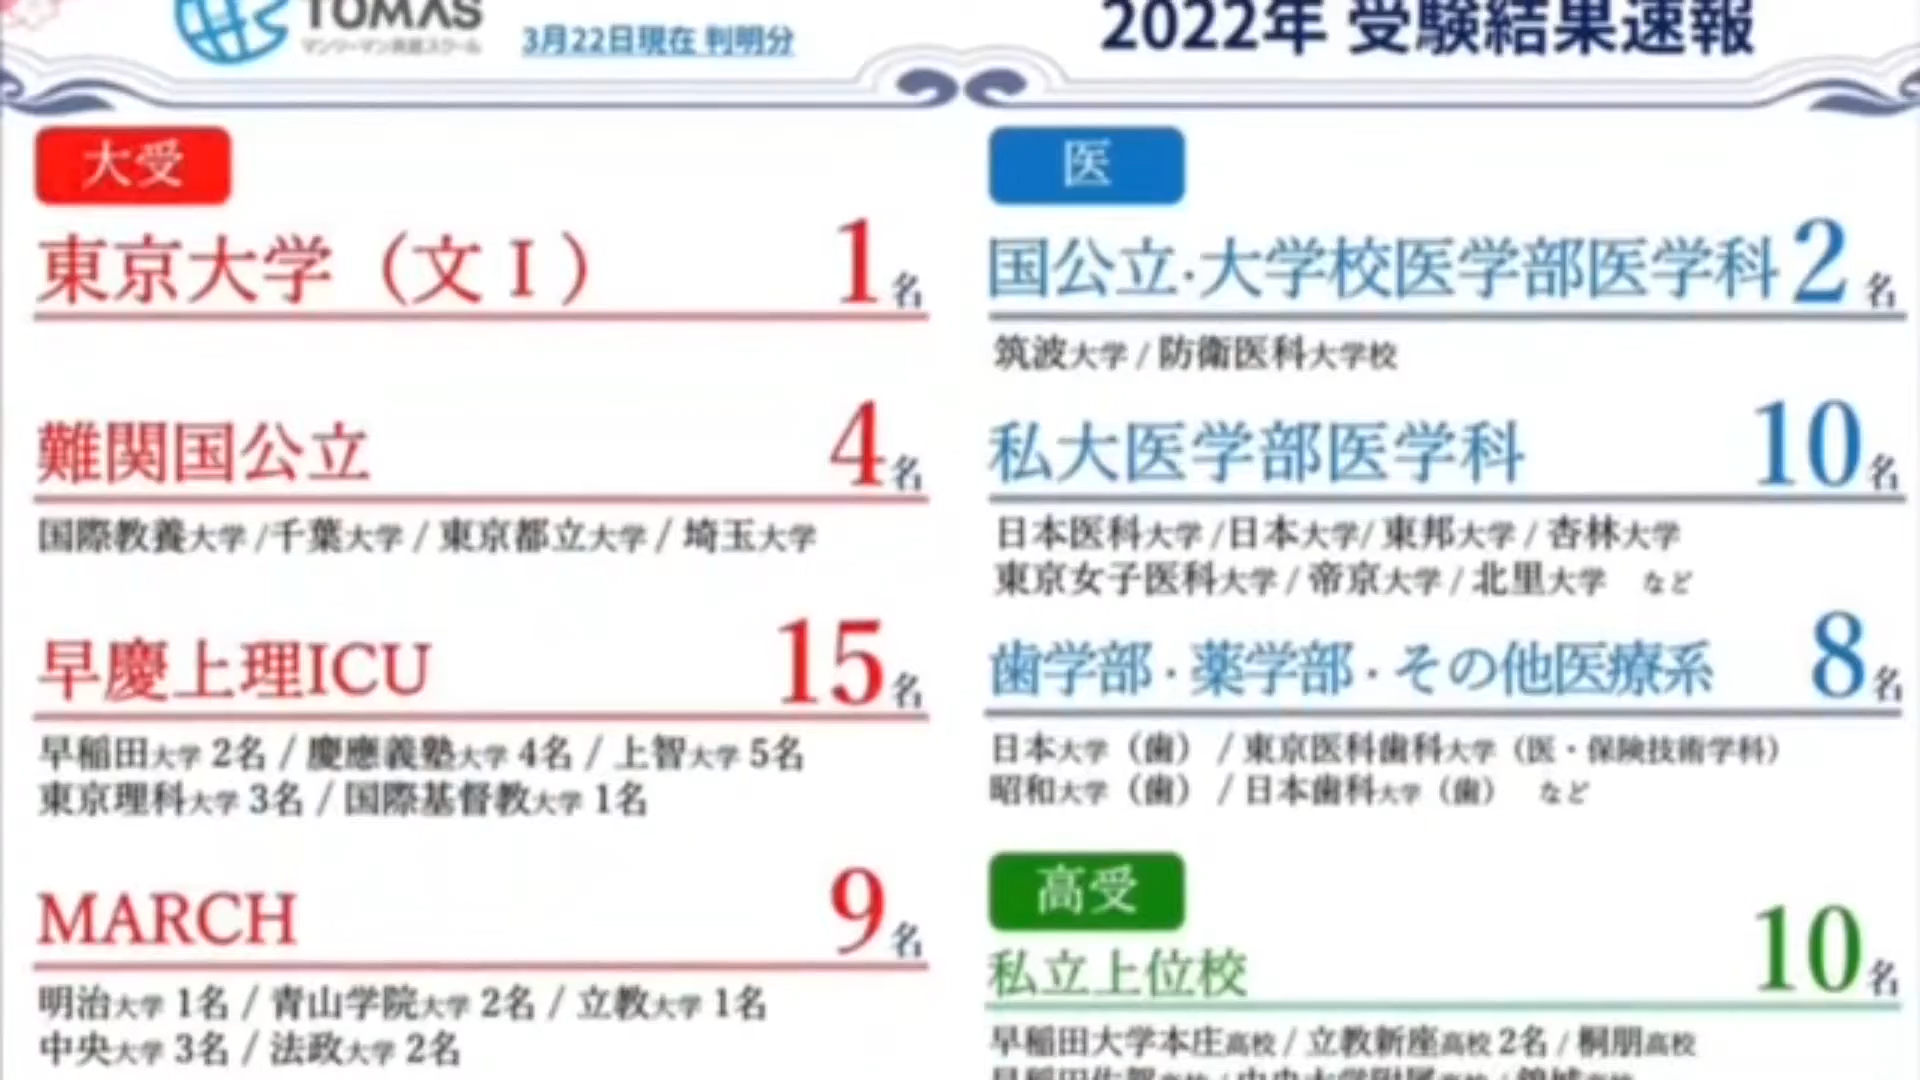 TOMAS
マンツーマン英語スクール
3月22日現在 判明分
2022年 受験結果速報
大受
東京大学（文Ⅰ） 1名
難関国公立 4名
国際教養大学 / 千葉大学 / 東京都立大学 / 埼玉大学
早慶上理ICU 15名
早稲田大学 2名 / 慶應義塾大学 4名 / 上智大学 5名
東京理科大学 3名 / 国際基督教大学 1名
MARCH 9名
明治大学 1名 / 青山学院大学 2名 / 立教大学 1名
中央大学 3名 / 法政大学 2名
医
国公立·大学校医学部医学科 2名
筑波大学 / 防衛医科大学校
私大医学部医学科 10名
日本医科大学 / 日本大学 / 東邦大学 / 杏林大学
東京女子医科大学 / 帝京大学 / 北里大学 など
歯学部·薬学部·その他医療系 8名
日本大学（歯） / 東京医科歯科大学（医・保険技術学科）
昭和大学（歯） / 日本歯科大学（歯） など
高受
私立上位校 10名
早稲田大学本庄高校 / 立教新座高校 2名 / 桐朋高校